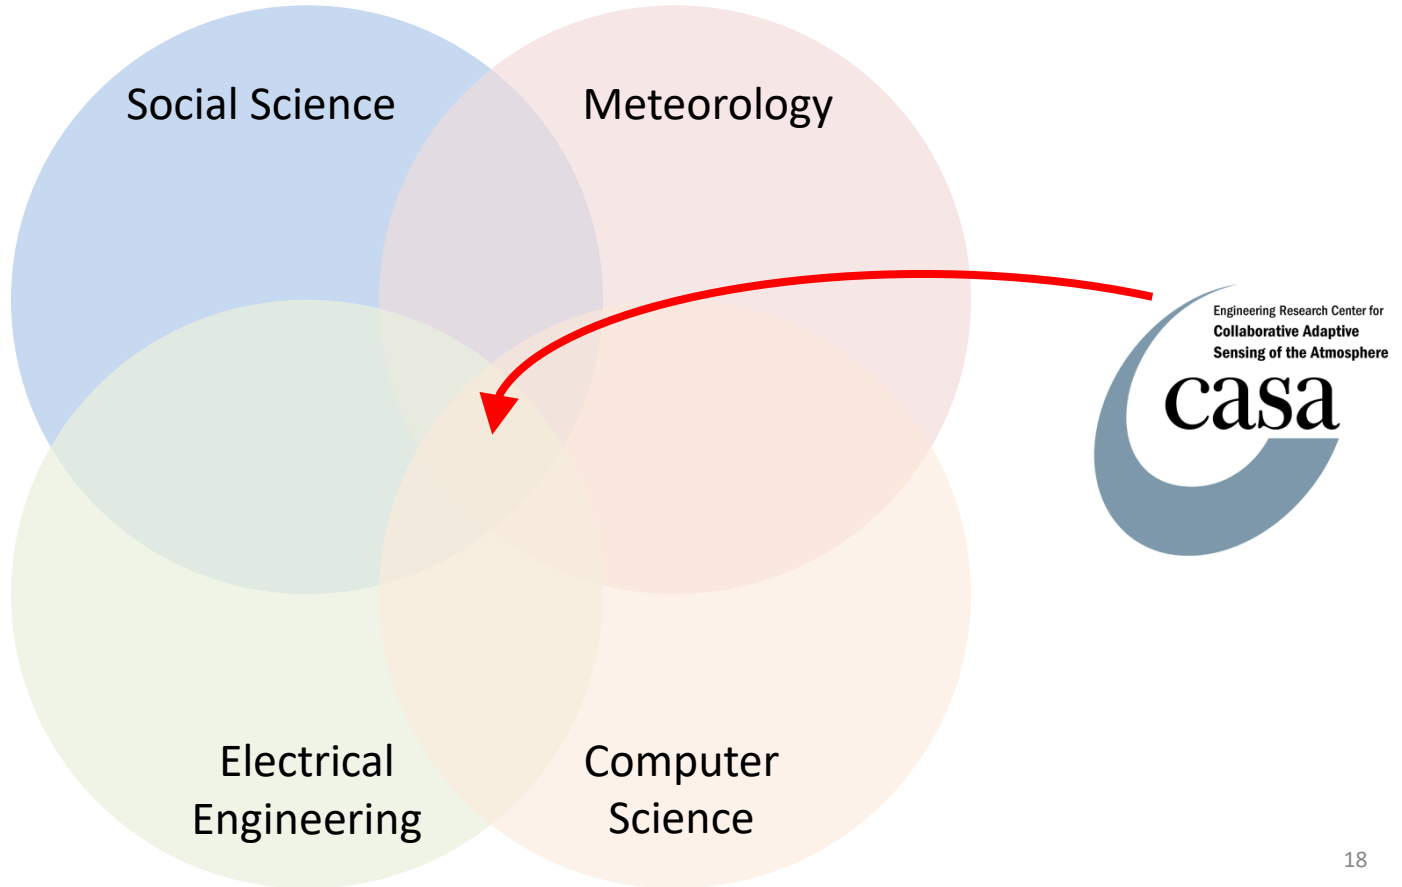 Social Science
Meteorology
Engineering Research Center for
Collaborative Adaptive
Sensing of the Atmosphere
casa
Electrical
Engineering
Computer
Science
18